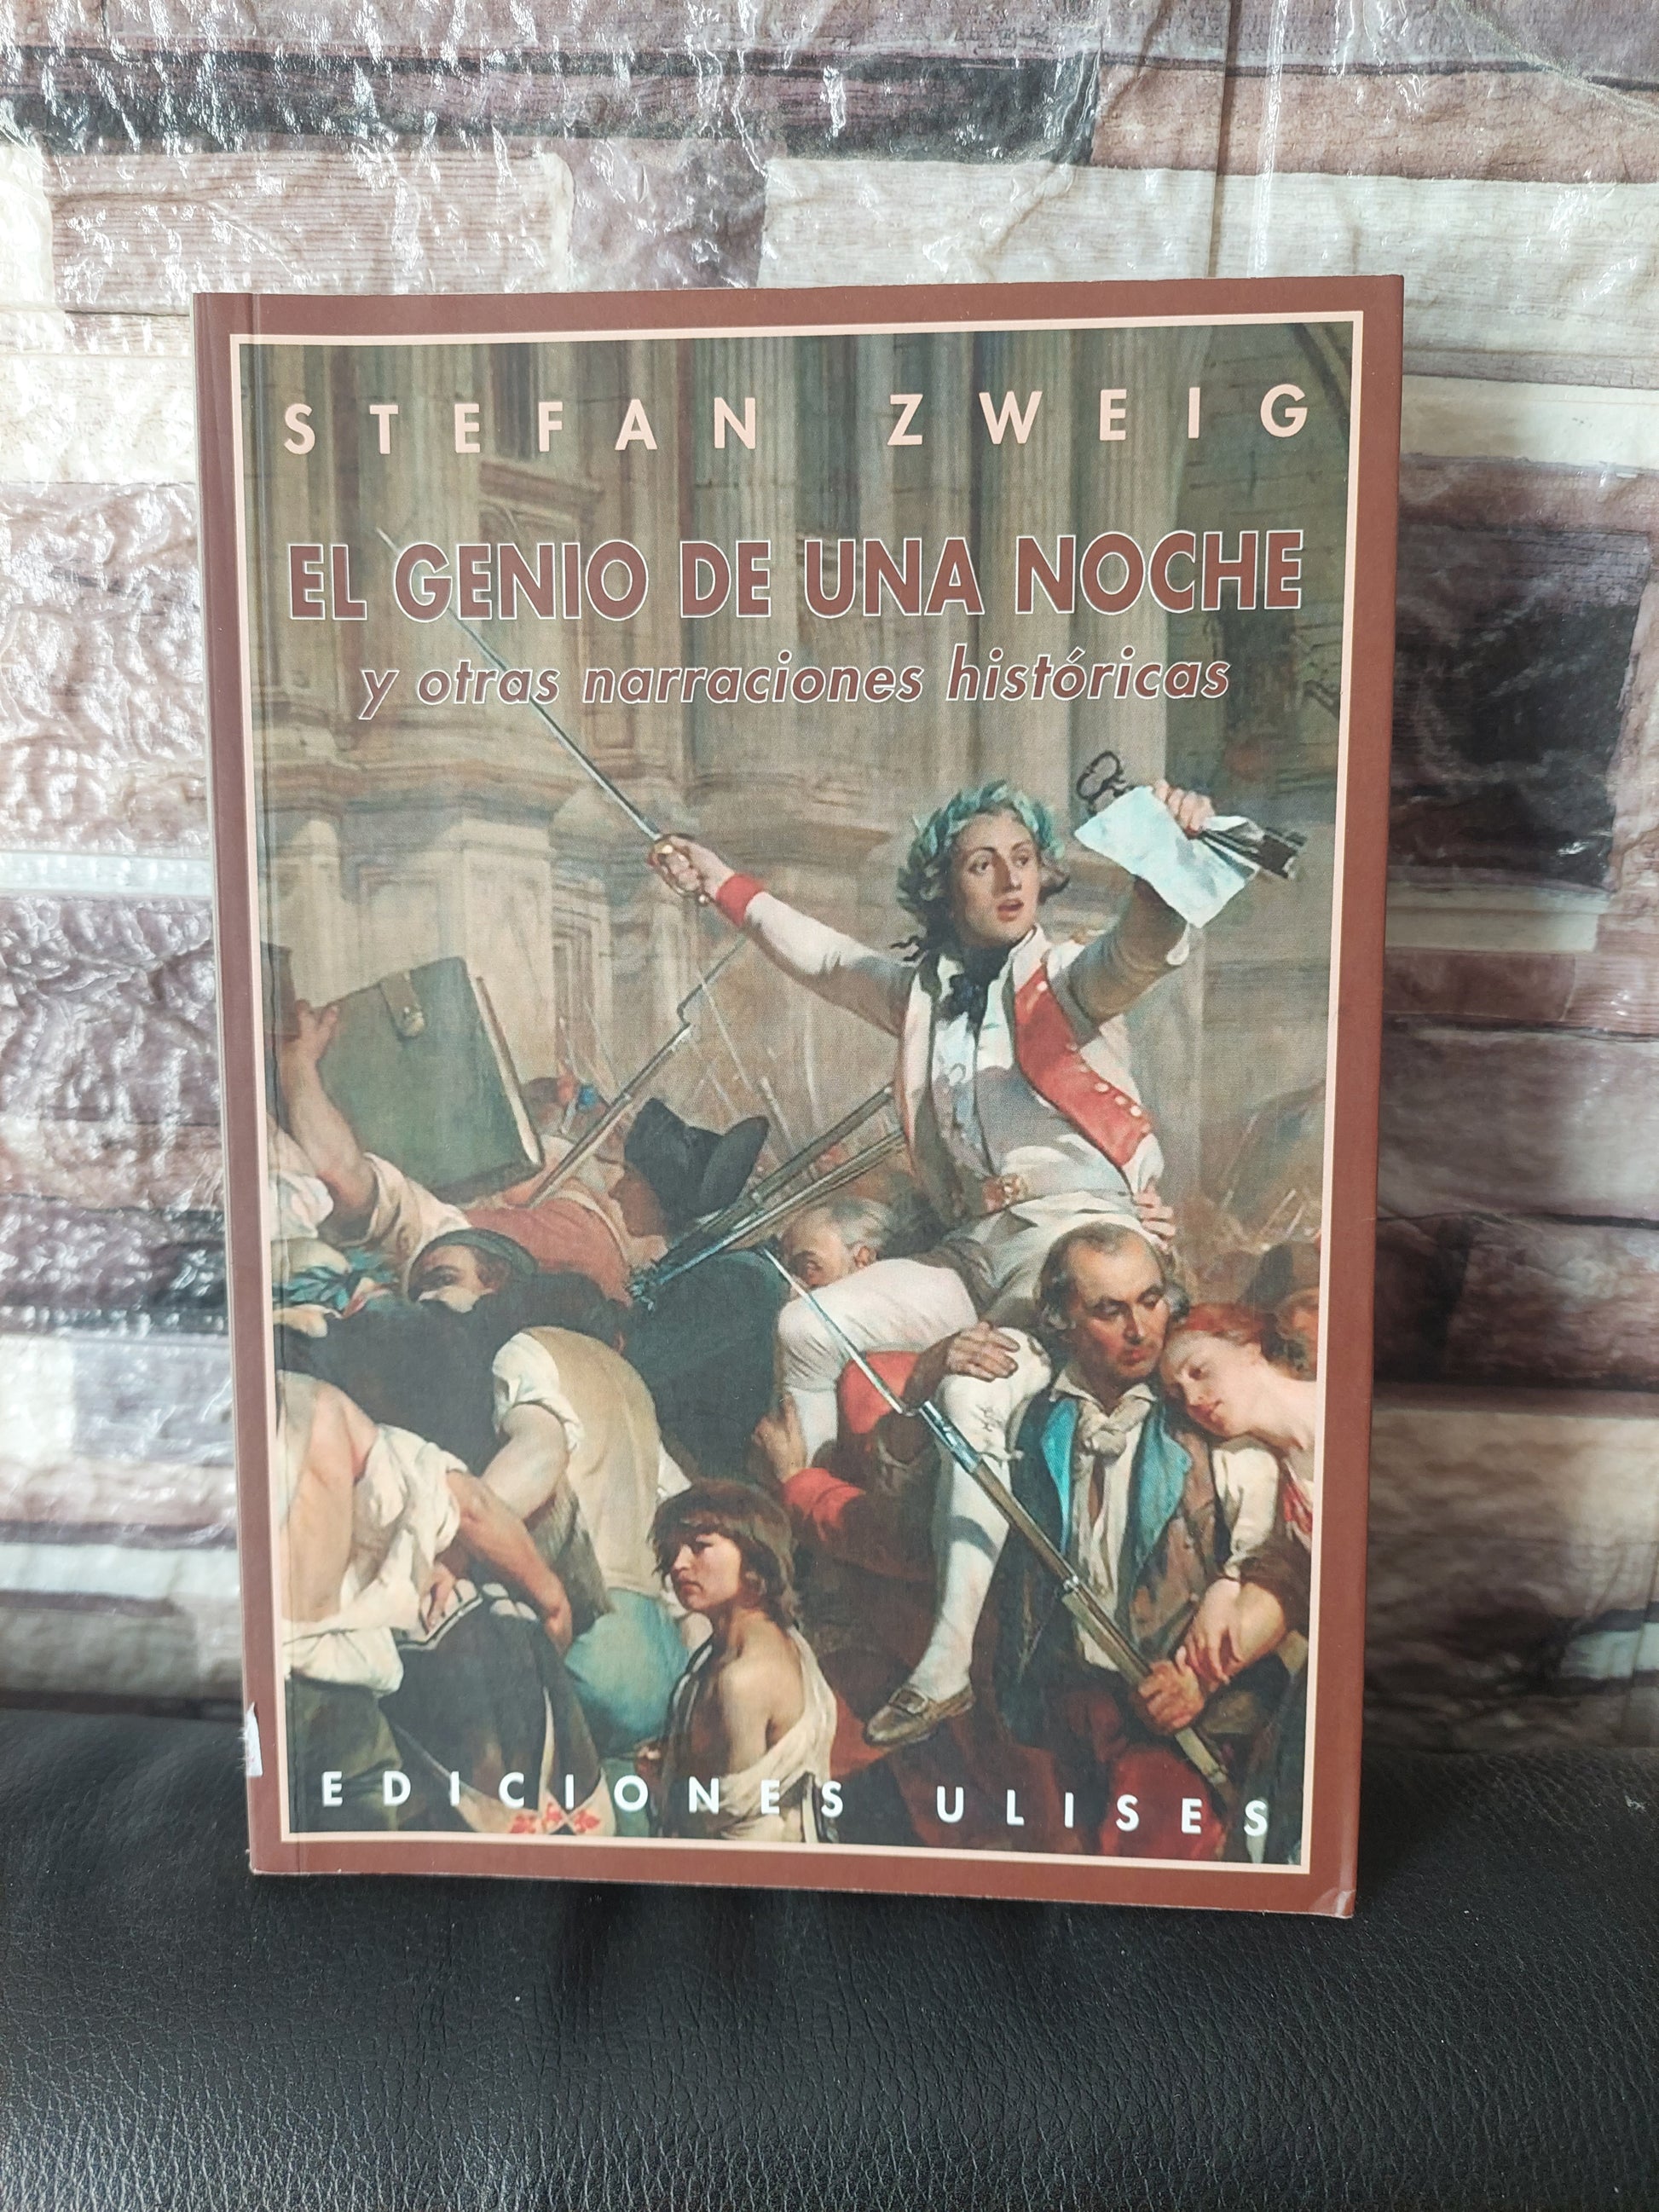 STEFAN ZWEIG
EL GENIO DE UNA NOCHE
y otras narraciones históricas
EDICIONES ULISES